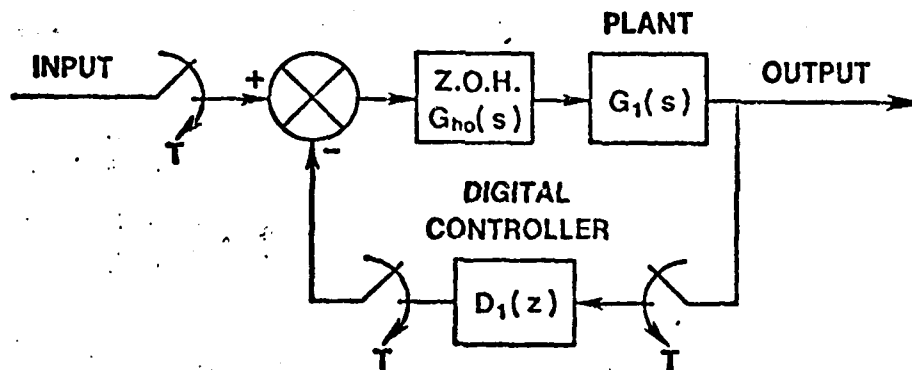 PLANT
INPUT
+
Z.O.H.
Gho(s)
G1(s)
OUTPUT
T
-
DIGITAL
CONTROLLER
D1(z)
T
T